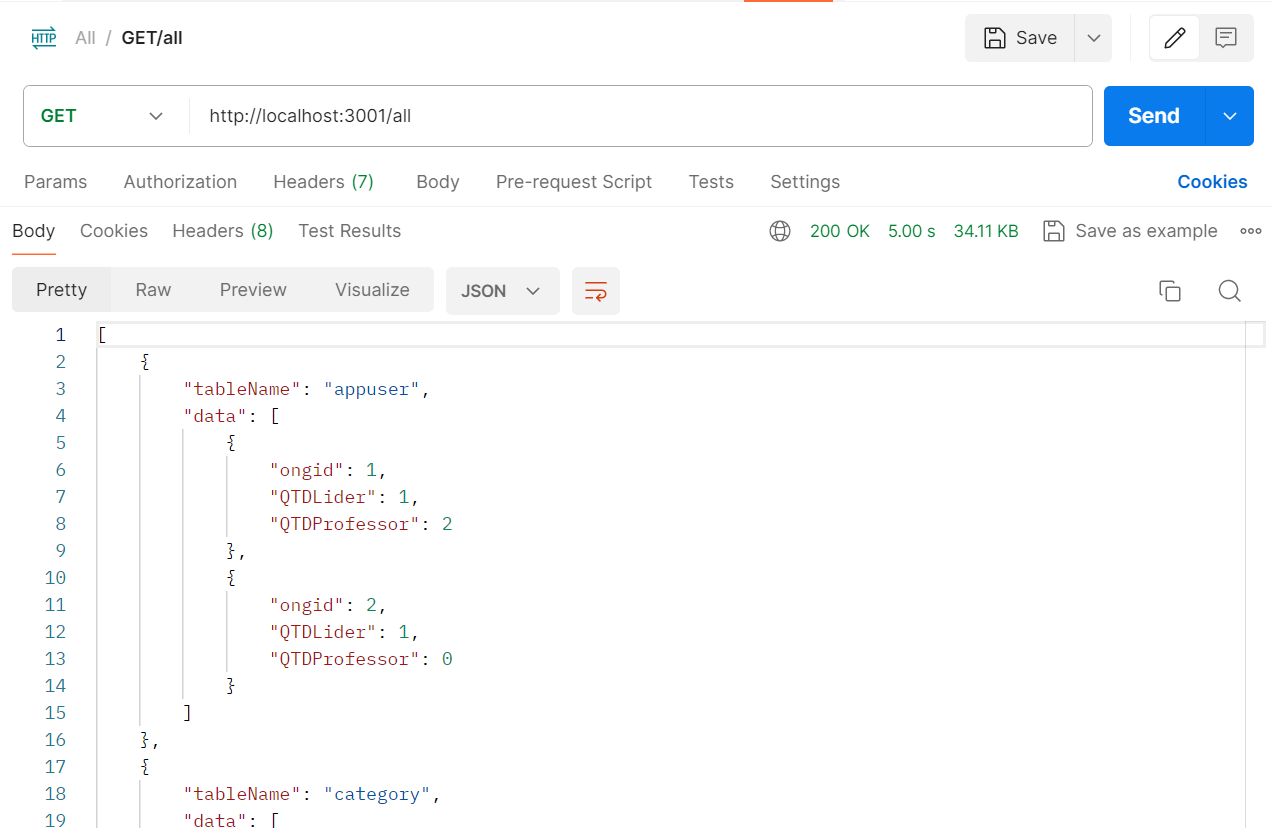 HTTP All / GET/all Save
GET http://localhost:3001/all Send
Params Authorization Headers (7) Body Pre-request Script Tests Settings Cookies
Body Cookies Headers (8) Test Results 200 OK 5.00 s 34.11 KB Save as example
Pretty Raw Preview Visualize JSON
1 [
2 {
3 "tableName": "appuser",
4 "data": [
5 {
6 "ongid": 1,
7 "QTDLider": 1,
8 "QTDProfessor": 2
9 },
10 {
11 "ongid": 2,
12 "QTDLider": 1,
13 "QTDProfessor": 0
14 }
15 ]
16 },
17 {
18 "tableName": "category",
19 "data": [